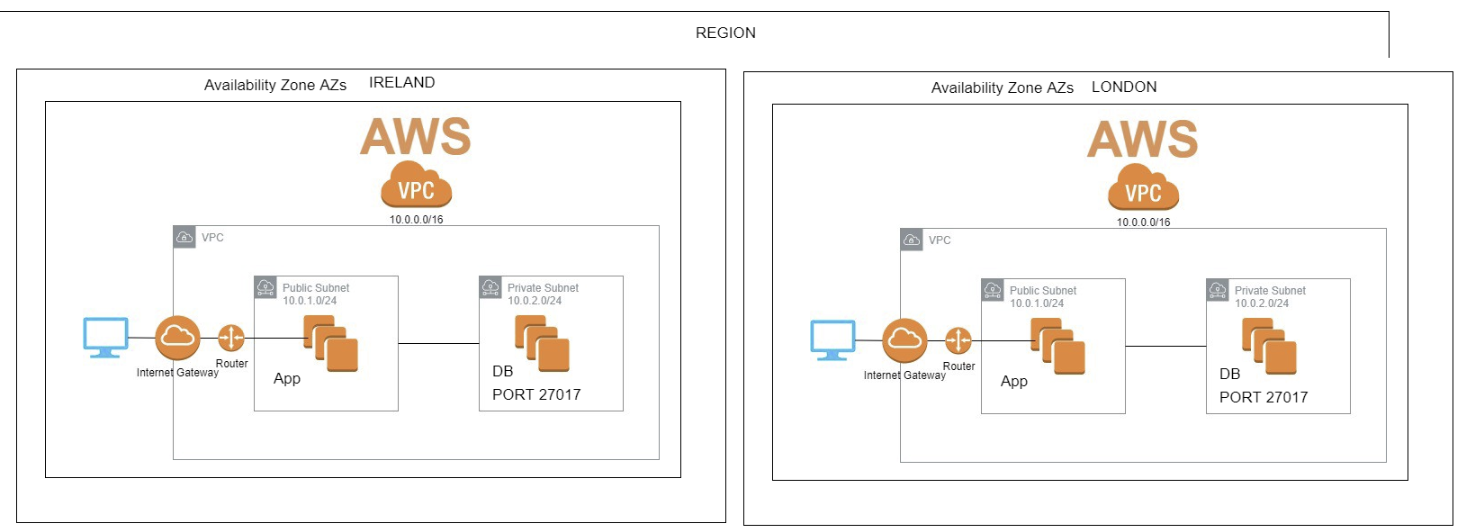 REGION
Availability Zone AZs IRELAND
AWS
VPC
10.0.0.0/16
VPC
Public Subnet
10.0.1.0/24
Private Subnet
10.0.2.0/24
Internet Gateway
Router
App
DB
PORT 27017
Availability Zone AZs LONDON
AWS
VPC
10.0.0.0/16
VPC
Public Subnet
10.0.1.0/24
Private Subnet
10.0.2.0/24
Internet Gateway
Router
App
DB
PORT 27017